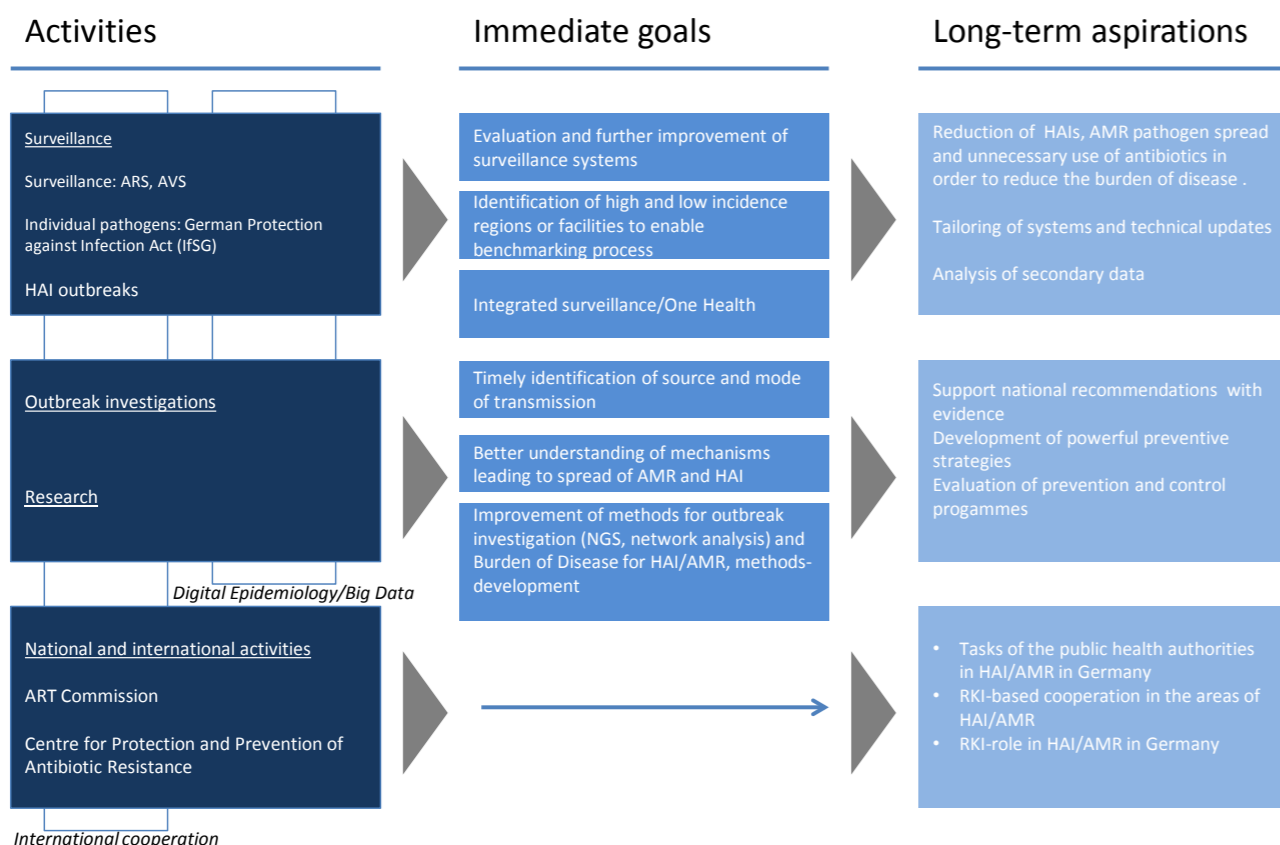 Activities
Immediate goals
Long-term aspirations
Surveillance
Surveillance: ARS, AVS
Individual pathogens: German Protection
against Infection Act (IfSG)
HAI outbreaks
Evaluation and further improvement of
surveillance systems
Identification of high and low incidence
regions or facilities to enable
benchmarking process
Integrated surveillance/One Health
Reduction of HAIs, AMR pathogen spread
and unnecessary use of antibiotics in
order to reduce the burden of disease .
Tailoring of systems and technical updates
Analysis of secondary data
Outbreak investigations
Research
Timely identification of source and mode
of transmission
Better understanding of mechanisms
leading to spread of AMR and HAI
Improvement of methods for outbreak
investigation (NGS, network analysis) and
Burden of Disease for HAI/AMR, methods-
development
Support national recommendations with
evidence
Development of powerful preventive
strategies
Evaluation of prevention and control
progammes
Digital Epidemiology/Big Data
National and international activities
ART Commission
Centre for Protection and Prevention of
Antibiotic Resistance
• Tasks of the public health authorities
in HAI/AMR in Germany
• RKI-based cooperation in the areas of
HAI/AMR
• RKI-role in HAI/AMR in Germany
International cooperation